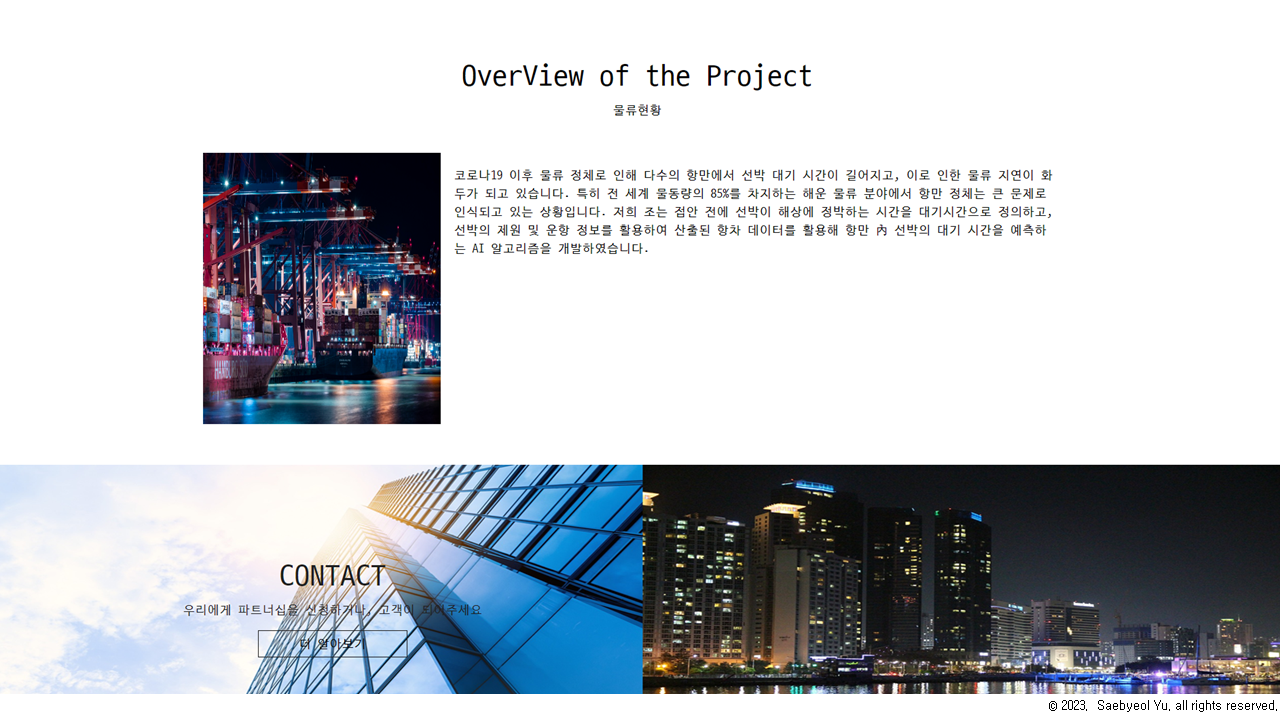 OverView of the Project
물류현황
코로나19 이후 물류 정체로 인해 다수의 항만에서 선박 대기 시간이 길어지고, 이로 인한 물류 지연이 화
두가 되고 있습니다. 특히 전 세계 물동량의 85%를 차지하는 해운 물류 분야에서 항만 정체는 큰 문제로
인식되고 있는 상황입니다. 저희 조는 점안 전에 선박이 해상에 정박하는 시간을 대기시간으로 정의하고,
선박의 제원 및 운항 정보를 활용하여 산출된 항차 데이터를 활용해 항만 內 선박의 대기 시간을 예측하
는 AI 알고리즘을 개발하였습니다.
CONTACT
우리에게 파트너십을 신청하거나, 고객이 되어주세요
더 알아보기
© 2023. Saebyeol Yu. all rights reserved.